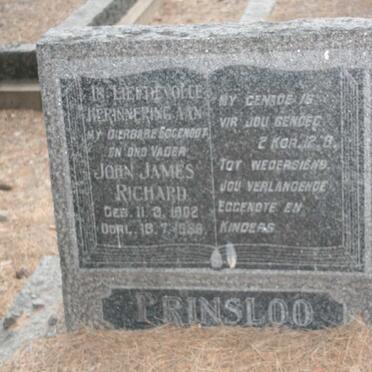 IN LIEFDEVOLLE
HERINNERING AAN
MY DIERBARE EGGENOOT
EN ONS VADER
JOHN JAMES
RICHARD
GEB. 11. 3. 1902
OORL. 18. 7. 1968
MY GENADE IS
VIR JOU GENOEG
2 KOR. 12:9.
TOT WEDERSIENS
JOU VERLANGENDE
EGGENOTE EN
KINDERS
PRINSLOO